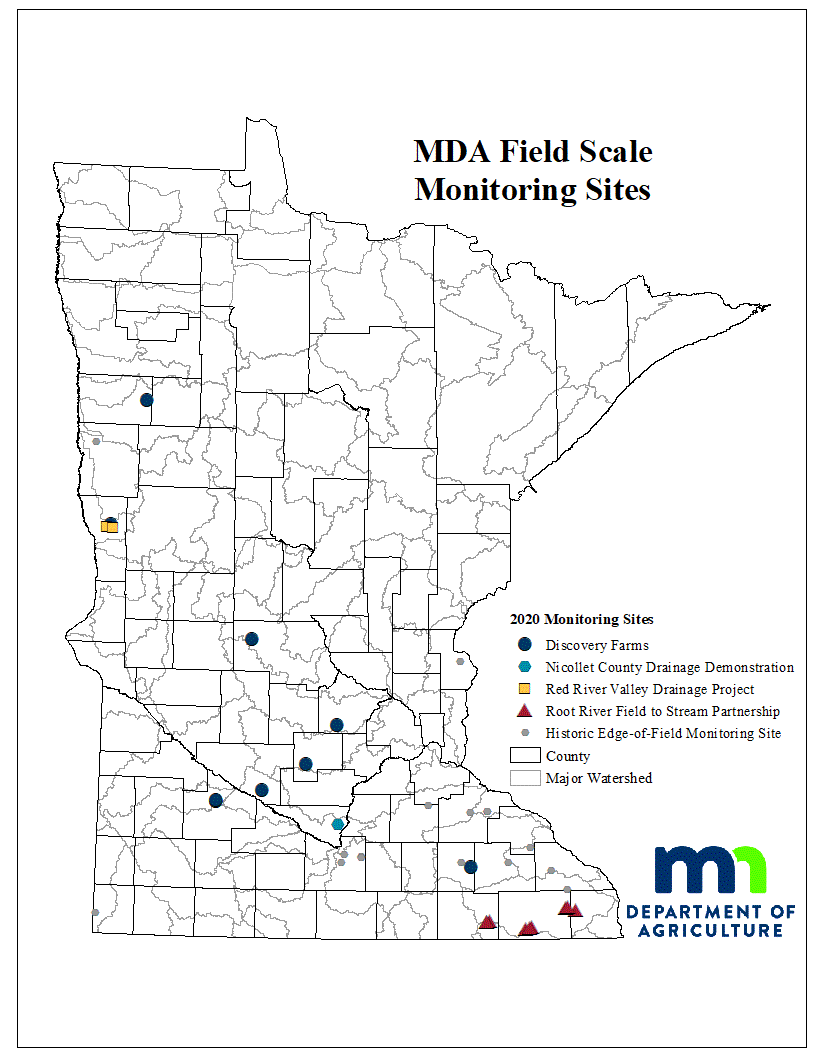 MDA Field Scale
Monitoring Sites
2020 Monitoring Sites
Discovery Farms
Nicollet County Drainage Demonstration
Red River Valley Drainage Project
Root River Field to Stream Partnership
Historic Edge-of-Field Monitoring Site
County
Major Watershed
mn
DEPARTMENT OF
AGRICULTURE